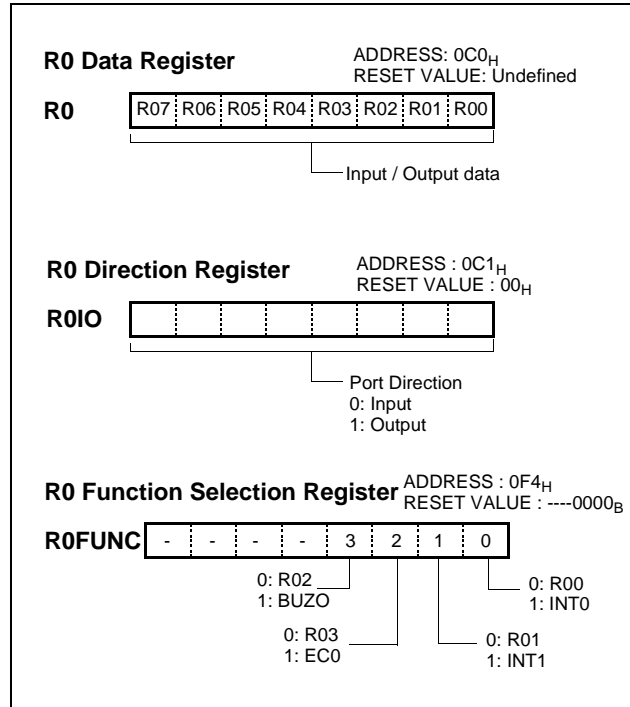 R0 Data Register
ADDRESS: 0C0H
RESET VALUE: Undefined
R0
R07 R06 R05 R04 R03 R02 R01 R00
Input / Output data
R0 Direction Register
ADDRESS : 0C1H
RESET VALUE : 00H
R0IO
Port Direction
0: Input
1: Output
R0 Function Selection Register
ADDRESS : 0F4H
RESET VALUE : ----0000B
R0FUNC
- - - - 3 2 1 0
0: R02
1: BUZO
0: R00
1: INT0
0: R03
1: EC0
0: R01
1: INT1